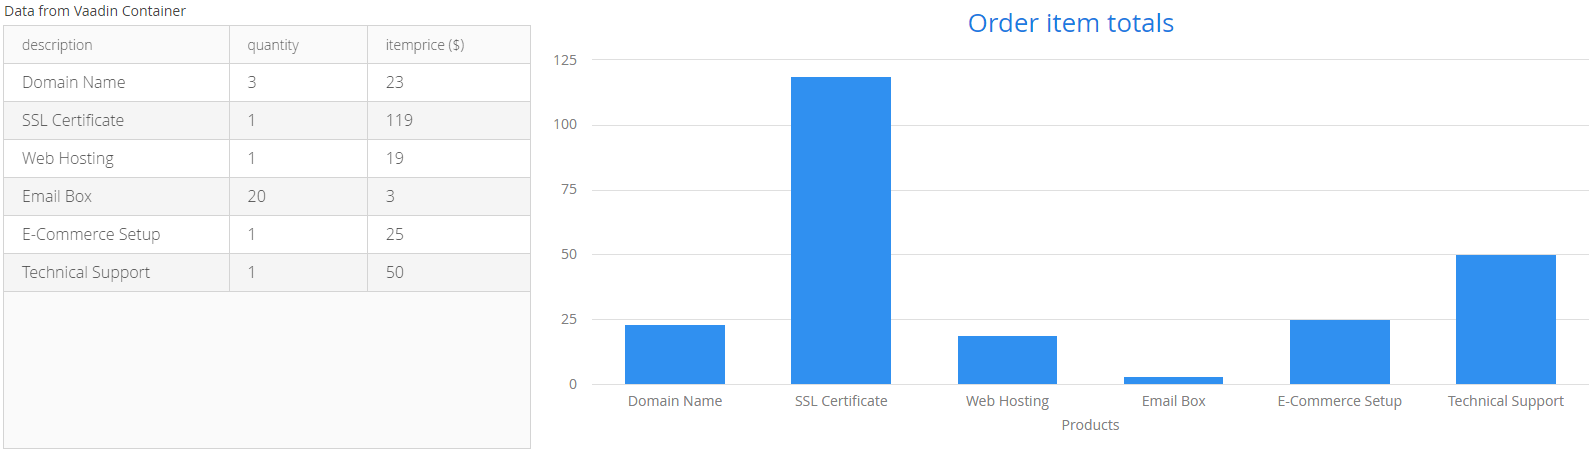 Data from Vaadin Container
description quantity itemprice ($)
Domain Name 3 23
SSL Certificate 1 119
Web Hosting 1 19
Email Box 20 3
E-Commerce Setup 1 25
Technical Support 1 50
Order item totals
125
100
75
50
25
0
Domain Name SSL Certificate Web Hosting Email Box E-Commerce Setup Technical Support
Products